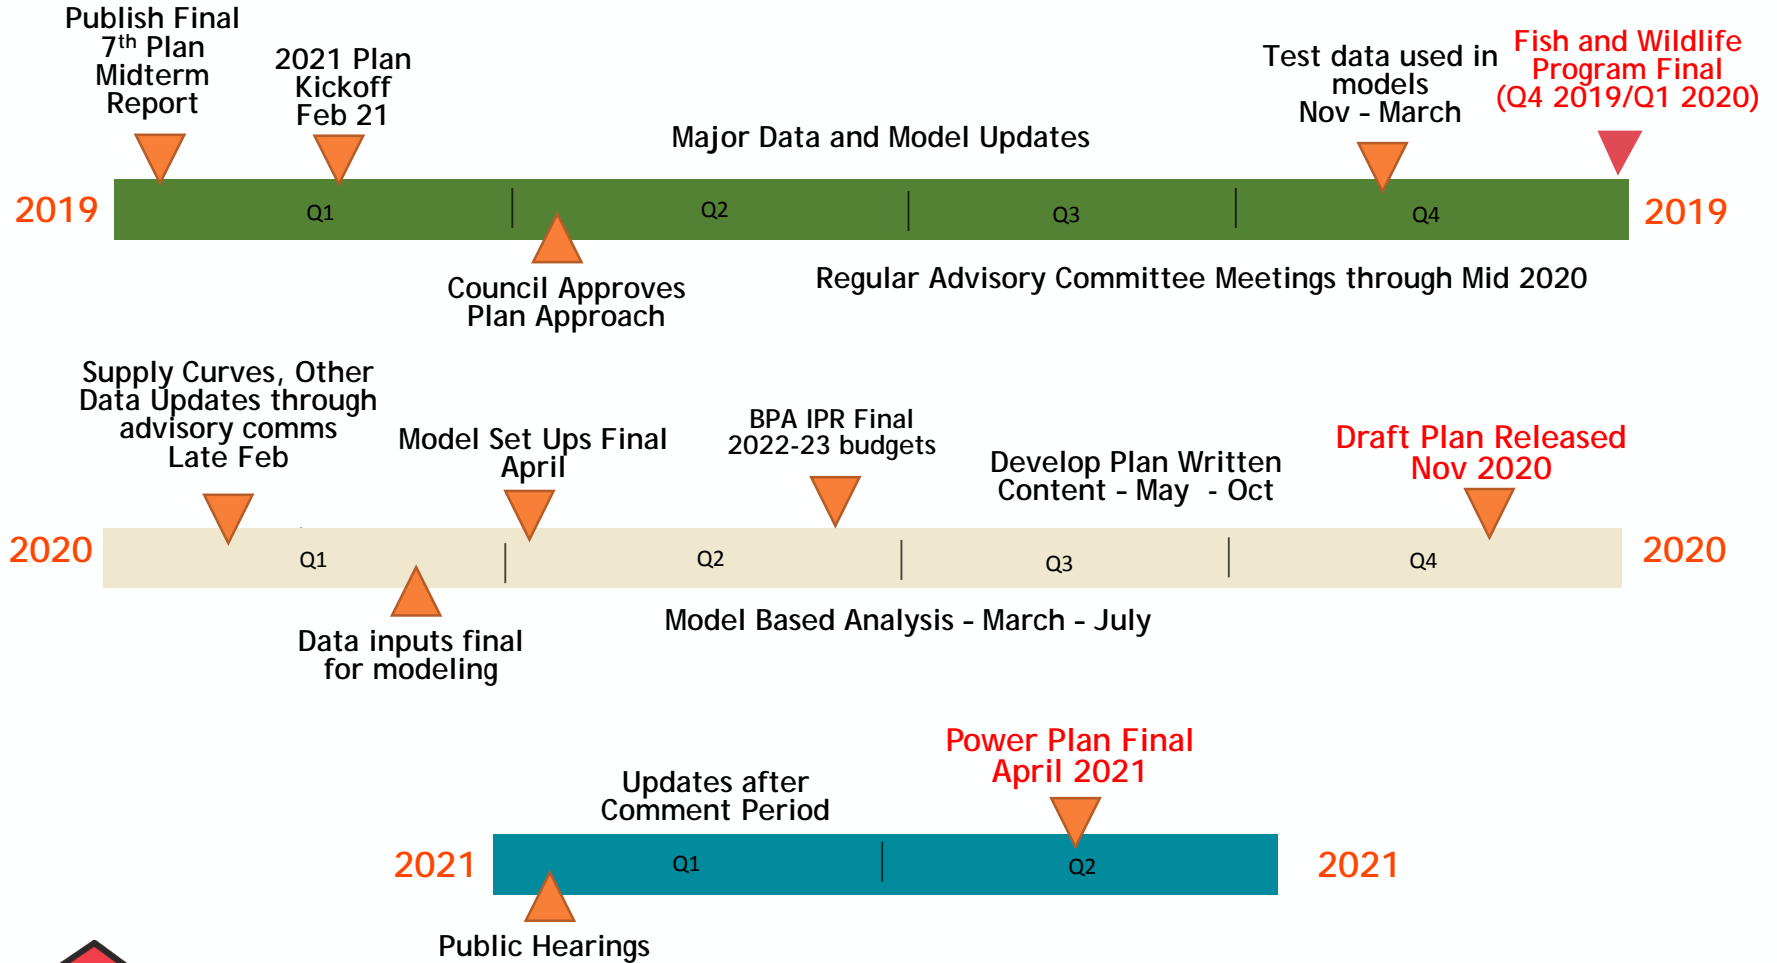 Publish Final
7th Plan
Midterm
Report
2021 Plan
Kickoff
Feb 21
Major Data and Model Updates
Test data used in
models
Nov - March
Fish and Wildlife
Program Final
(Q4 2019/Q1 2020)
2019
Q1
Q2
Q3
Q4
2019
Council Approves
Plan Approach
Regular Advisory Committee Meetings through Mid 2020
Supply Curves, Other
Data Updates through
advisory comms
Late Feb
Model Set Ups Final
April
BPA IPR Final
2022-23 budgets
Develop Plan Written
Content - May - Oct
Draft Plan Released
Nov 2020
2020
Q1
Q2
Q3
Q4
2020
Data inputs final
for modeling
Model Based Analysis - March - July
Updates after
Comment Period
Power Plan Final
April 2021
2021
Q1
Q2
2021
Public Hearings